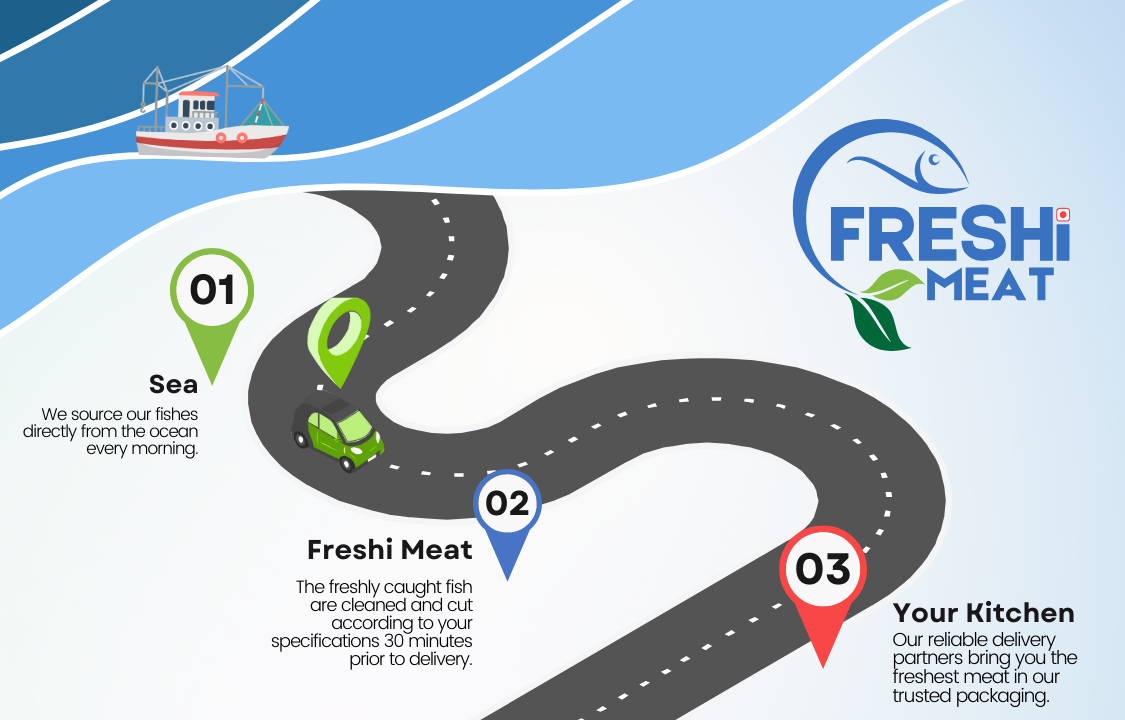 FRESHi
MEAT
01
Sea
We source our fishes
directly from the ocean
every morning.
02
Freshi Meat
The freshly caught fish
are cleaned and cut
according to your
specifications 30 minutes
prior to delivery.
03
Your Kitchen
Our reliable delivery
partners bring you the
freshest meat in our
trusted packaging.